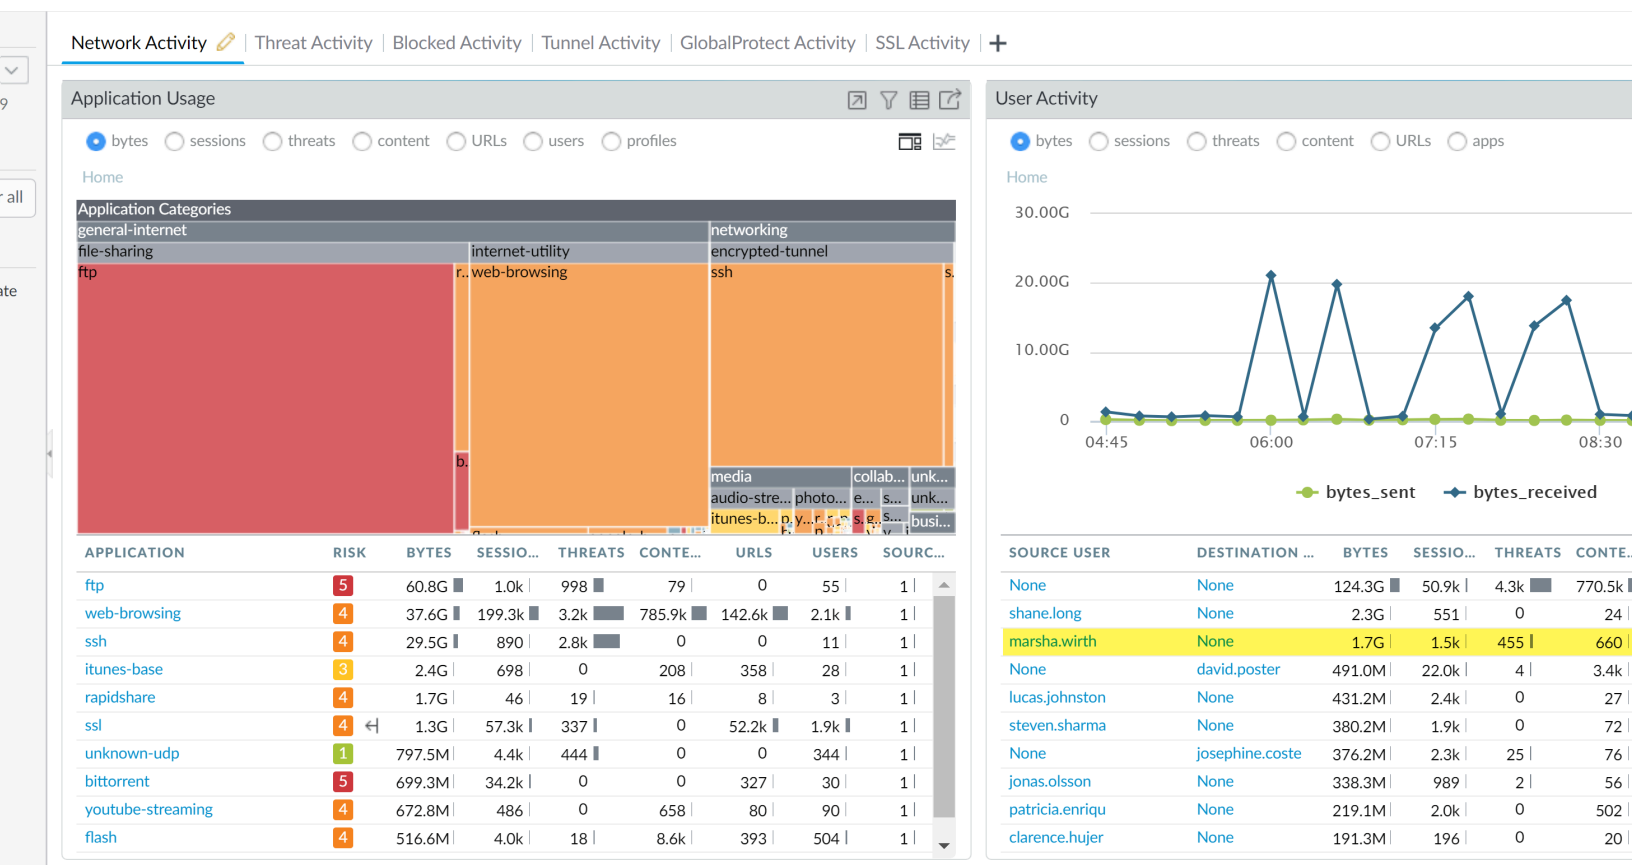 Network Activity | Threat Activity | Blocked Activity | Tunnel Activity | GlobalProtect Activity | SSL Activity | +
9
r all
ate
Application Usage
bytes sessions threats content URLs users profiles
Home
Application Categories
general-internet networking
file-sharing internet-utility encrypted-tunnel
ftp r.. web-browsing ssh s.
b.
media collab... unk...
audio-stre... photo... e... s... unk...
itunes-b... p. y... r. s. g.. s... busi...
APPLICATION RISK BYTES SESSIO... THREATS CONTE... URLS USERS SOURC...
ftp 5 60.8G 1.0k 998 79 0 55 1
web-browsing 4 37.6G 199.3k 3.2k 785.9k 142.6k 2.1k 1
ssh 4 29.5G 890 2.8k 0 0 11 1
itunes-base 3 2.4G 698 0 208 358 28 1
rapidshare 4 1.7G 46 19 16 8 3 1
ssl 4 1.3G 57.3k 337 0 52.2k 1.9k 1
unknown-udp 1 797.5M 4.4k 444 0 0 344 1
bittorrent 5 699.3M 34.2k 0 0 327 30 1
youtube-streaming 4 672.8M 486 0 658 80 90 1
flash 4 516.6M 4.0k 18 8.6k 393 504 1
User Activity
bytes sessions threats content URLs apps
Home
30.00G
20.00G
10.00G
0
04:45 06:00 07:15 08:30
bytes_sent bytes_received
SOURCE USER DESTINATION ... BYTES SESSIO... THREATS CONTE..
None None 124.3G 50.9k 4.3k 770.5k
shane.long None 2.3G 551 0 24
marsha.wirth None 1.7G 1.5k 455 660
None david.poster 491.0M 22.0k 4 3.4k
lucas.johnston None 431.2M 2.4k 0 27
steven.sharma None 380.2M 1.9k 0 72
None josephine.coste 376.2M 2.3k 25 76
jonas.olsson None 338.3M 989 2 56
patricia.enriqu None 219.1M 2.0k 0 502
clarence.hujer None 191.3M 196 0 20